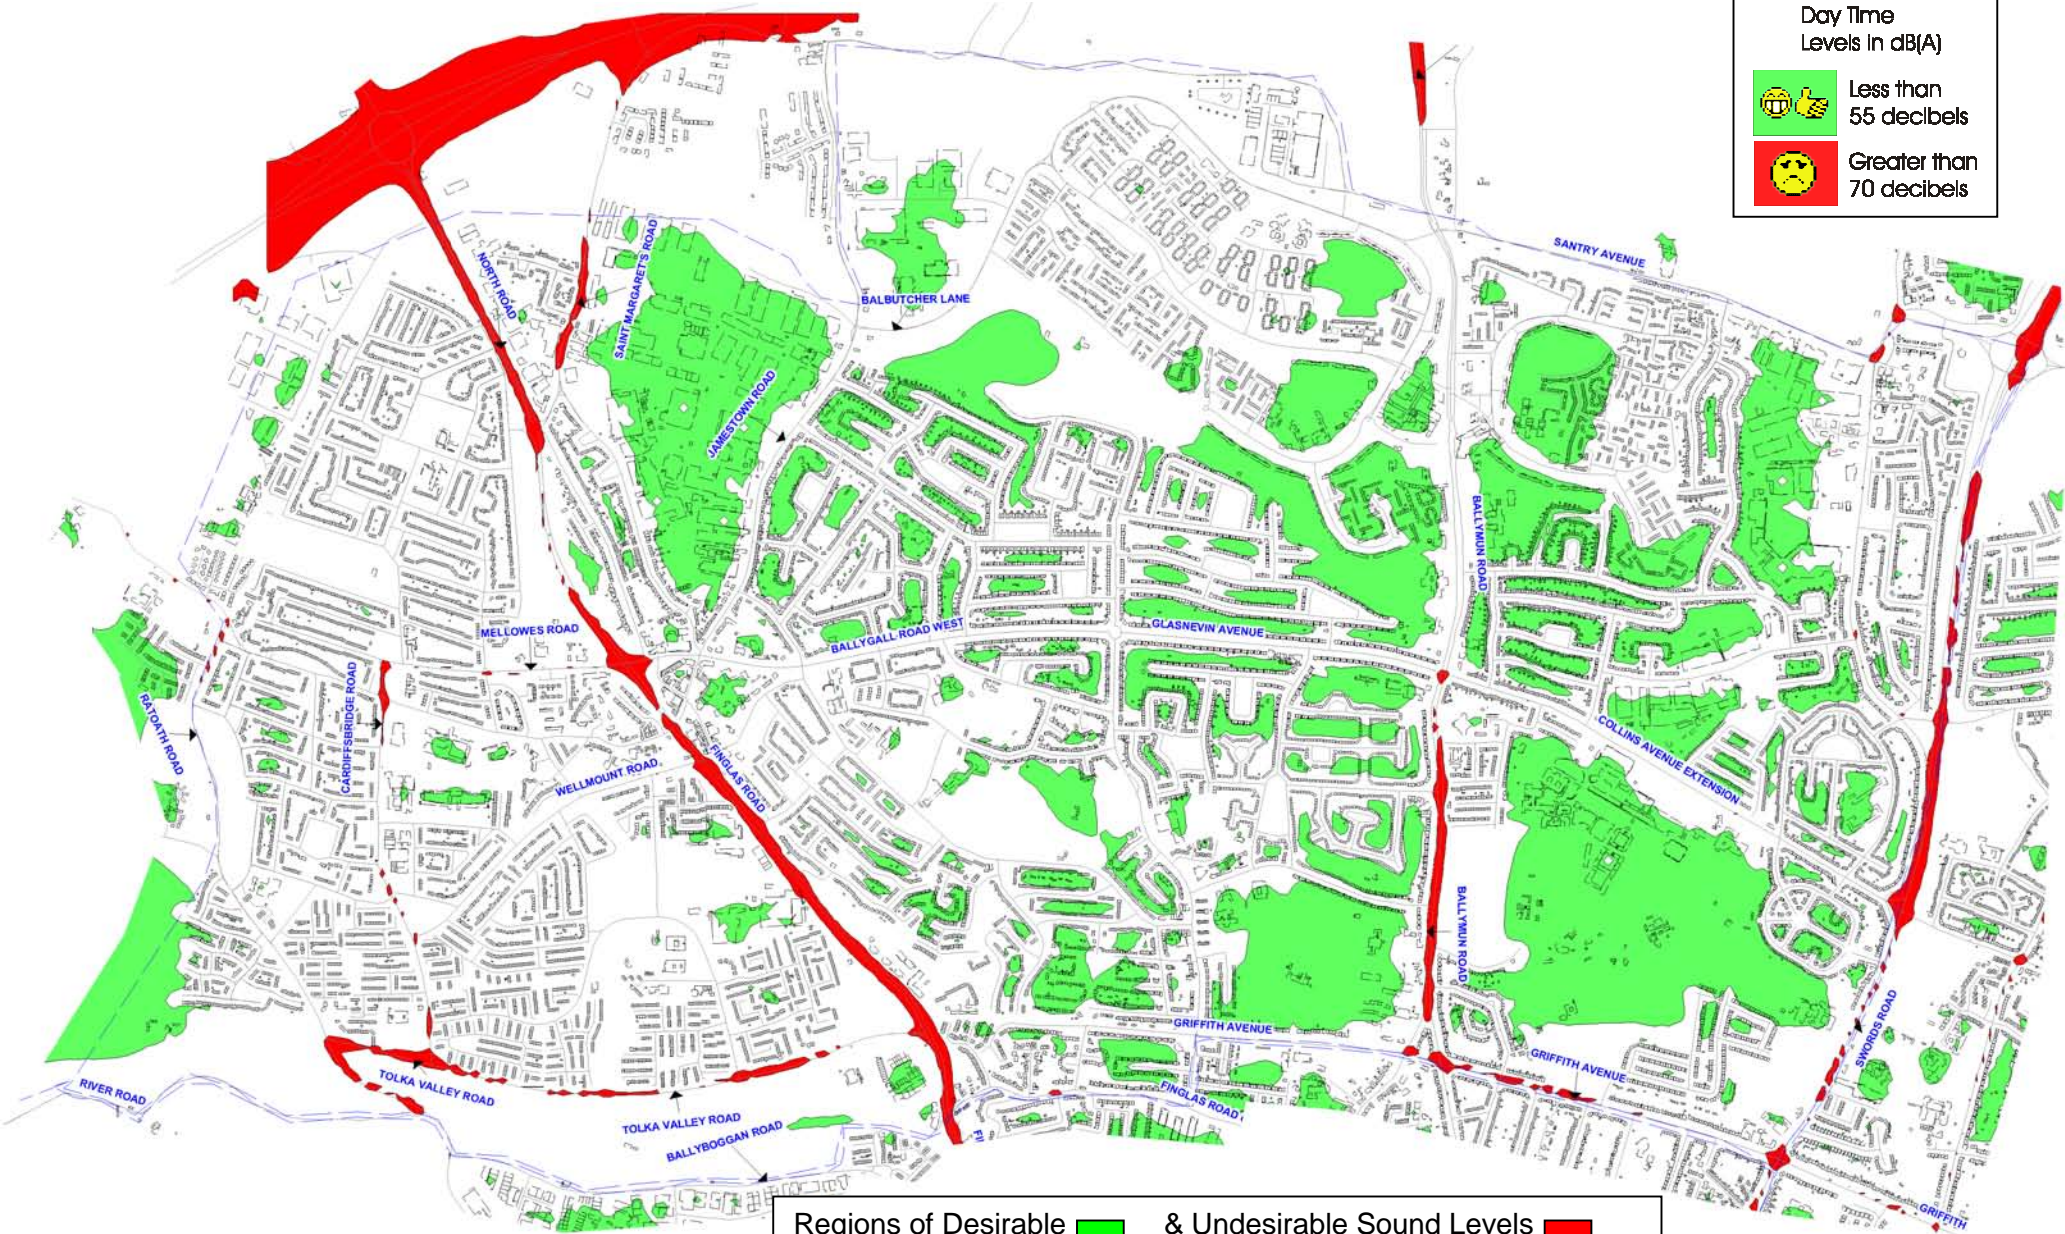 Day Time
Levels in dB(A)
Less than
55 decibels
Greater than
70 decibels
SANTRY AVENUE
NORTH ROAD
SAINT MARGARET'S ROAD
BALBUTCHER LANE
JAMESTOWN ROAD
BALLYMUN ROAD
MELLOWES ROAD
BALLYGALL ROAD WEST
GLASNEVIN AVENUE
CARDIFFSBRIDGE ROAD
RATOATH ROAD
WELLMOUNT ROAD
FINGLAS ROAD
COLLINS AVENUE EXTENSION
BALLYMUN ROAD
SWORDS ROAD
GRIFFITH AVENUE
GRIFFITH AVENUE
RIVER ROAD
TOLKA VALLEY ROAD
FINGLAS ROAD
TOLKA VALLEY ROAD
BALLYBOGGAN ROAD
FI
GRIFFITH
Regions of Desirable & Undesirable Sound Levels